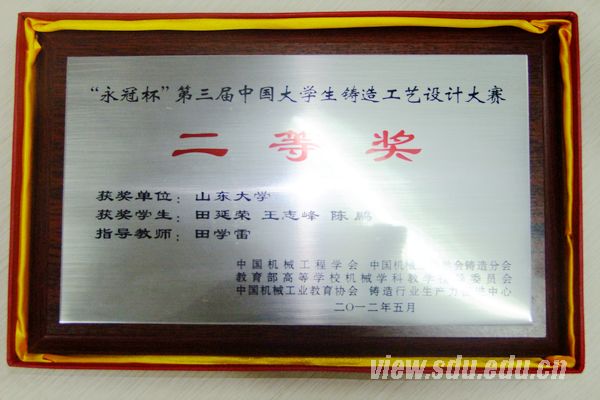 “永冠杯”第三届中国大学生铸造工艺设计大赛
二等奖
获奖单位：山东大学
获奖学生：田延荣 王志峰 陈鹏
指导教师：田学雷
中国机械工程学会 中国机械工 学会铸造分会
教育部高等学校机械学科教学 委员会
中国机械工业教育协会 铸造行业生产力 中心
二〇一二年五月
view.sdu.edu.cn